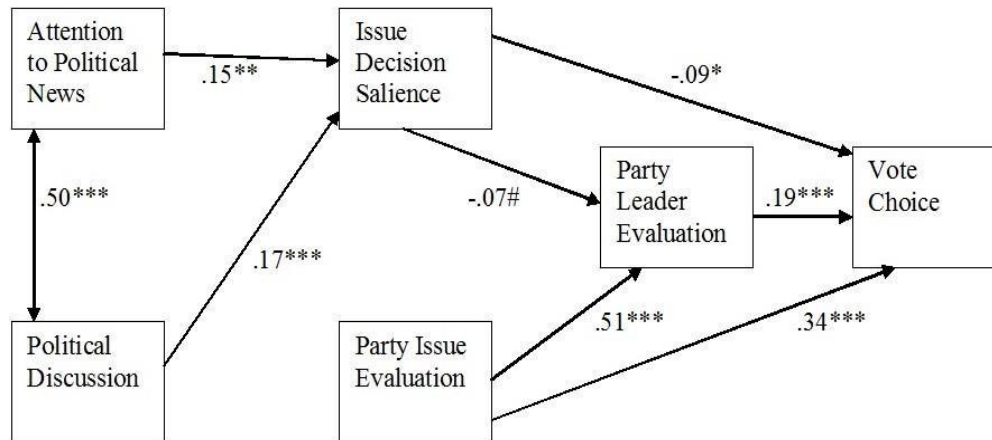 Attention
to Political
News
.15**
Issue
Decision
Salience
-.09*
.50***
.17***
-.07#
Party
Leader
Evaluation
.19***
Vote
Choice
Political
Discussion
Party Issue
Evaluation
.51***
.34***